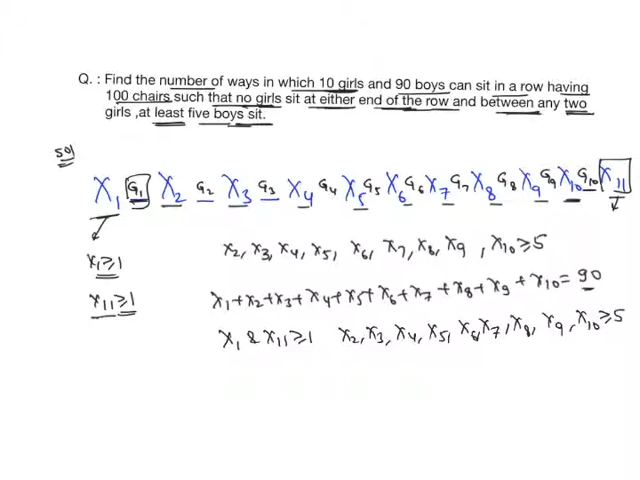 Q. : Find the number of ways in which 10 girls and 90 boys can sit in a row having
100 chairs such that no girls sit at either end of the row and between any two
girls ,at least five boys sit.
Sol
X₁ G₁ X₂ G₂ X₃ G₃ X₄ G₄ X₅ G₅ X₆ G₆ X₇ G₇ X₈ G₈ X₉ G₉ X₁₀ G₁₀ X₁₁
x₁≥1 x₂, x₃, x₄, x₅, x₆, x₇, x₈, x₉, x₁₀≥5
x₁₁≥1 x₁+x₂+x₃+x₄+x₅+x₆+x₇+x₈+x₉+x₁₀=90
x₁ & x₁₁≥1 x₂, x₃, x₄, x₅, x₆, x₇, x₈, x₉, x₁₀≥5